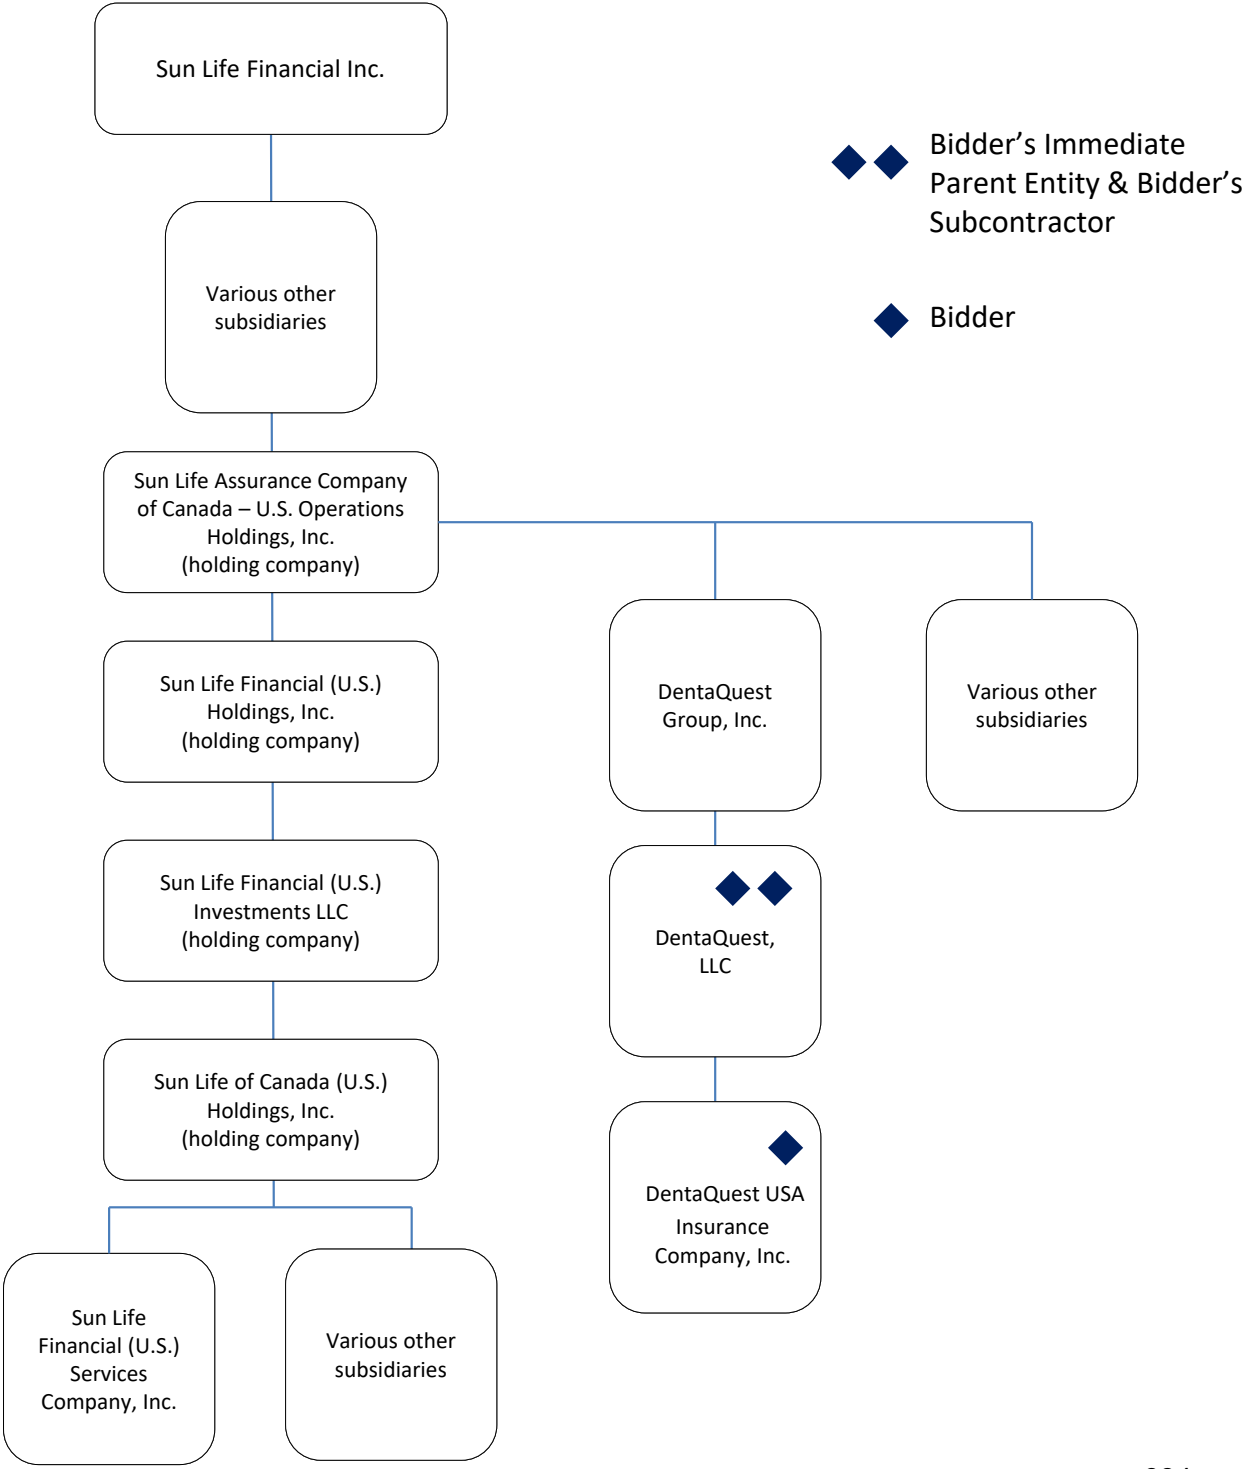 Sun Life Financial Inc.
Bidder’s Immediate
Parent Entity & Bidder’s
Subcontractor
Bidder
Various other
subsidiaries
Sun Life Assurance Company
of Canada – U.S. Operations
Holdings, Inc.
(holding company)
Sun Life Financial (U.S.)
Holdings, Inc.
(holding company)
DentaQuest
Group, Inc.
Various other
subsidiaries
Sun Life Financial (U.S.)
Investments LLC
(holding company)
DentaQuest,
LLC
Sun Life of Canada (U.S.)
Holdings, Inc.
(holding company)
DentaQuest USA
Insurance
Company, Inc.
Sun Life
Financial (U.S.)
Services
Company, Inc.
Various other
subsidiaries